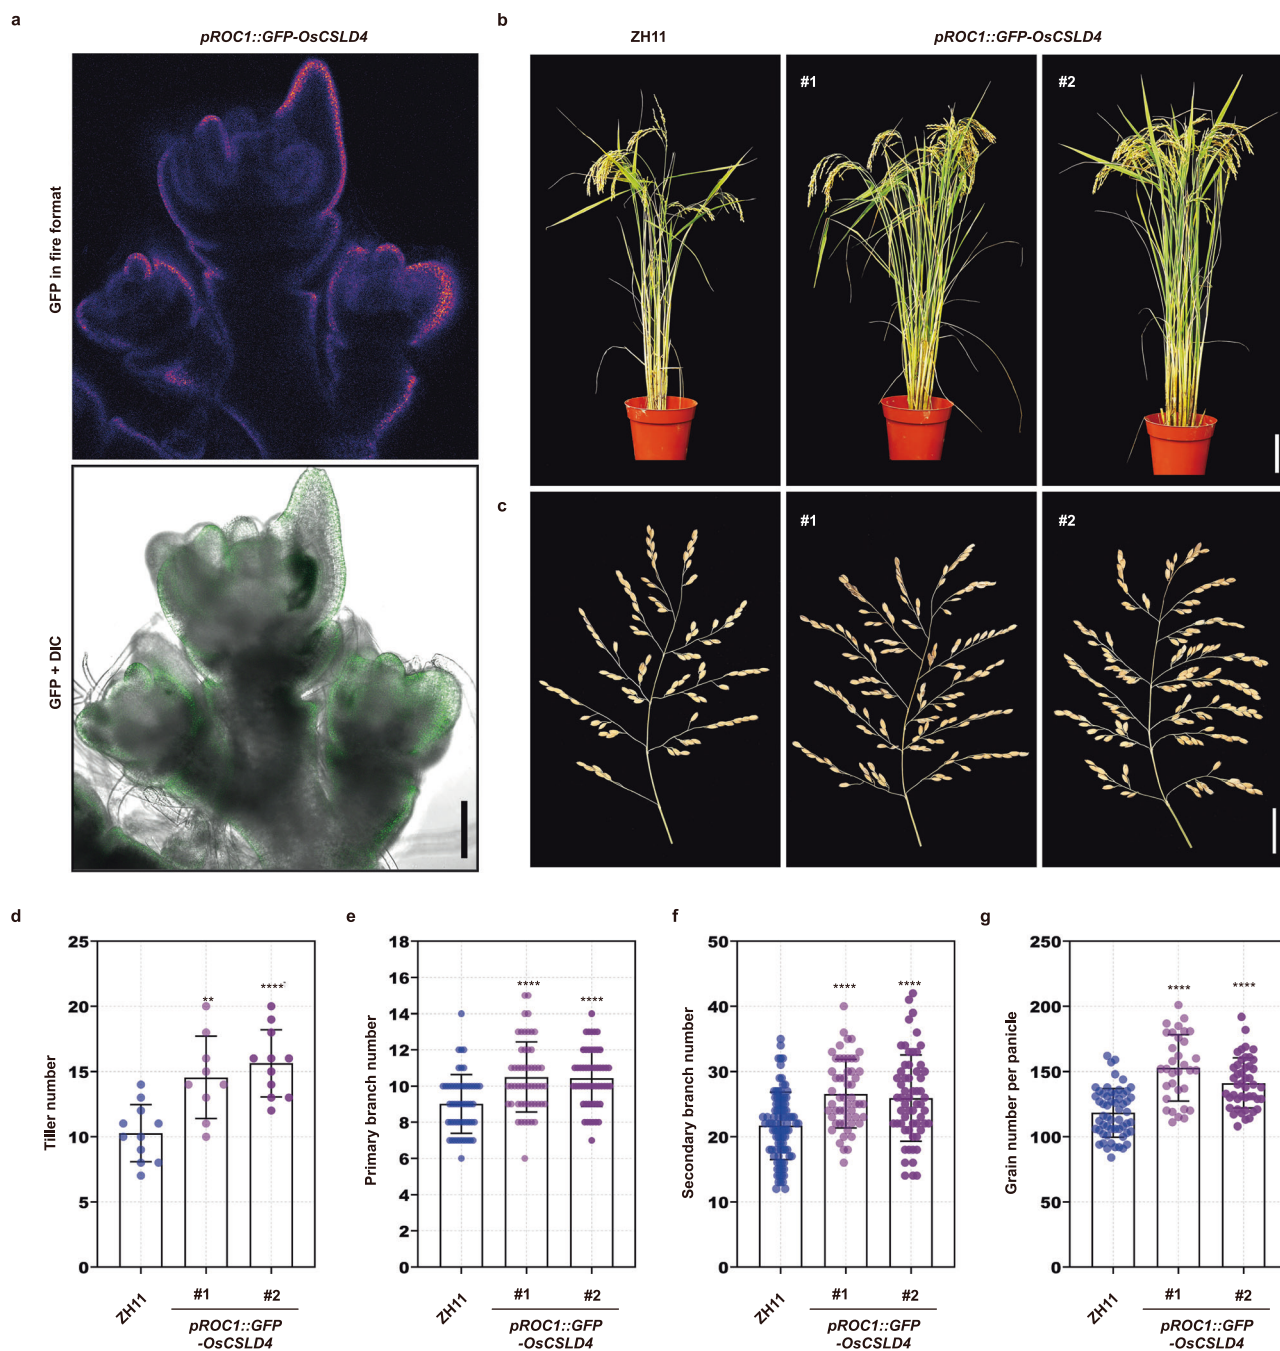 a
pROC1::GFP-OsCSLD4
GFP in fire format
GFP + DIC
b
ZH11
pROC1::GFP-OsCSLD4
#1
#2
c
#1
#2
d
Tiller number
25
20
15
10
5
0
**
****
ZH11
#1
#2
pROC1::GFP
-OsCSLD4
e
Primary branch number
18
16
14
12
10
8
6
4
2
0
****
****
ZH11
#1
#2
pROC1::GFP
-OsCSLD4
f
Secondary branch number
50
40
30
20
10
0
****
****
ZH11
#1
#2
pROC1::GFP
-OsCSLD4
g
Grain number per panicle
250
200
150
100
50
0
****
****
ZH11
#1
#2
pROC1::GFP
-OsCSLD4